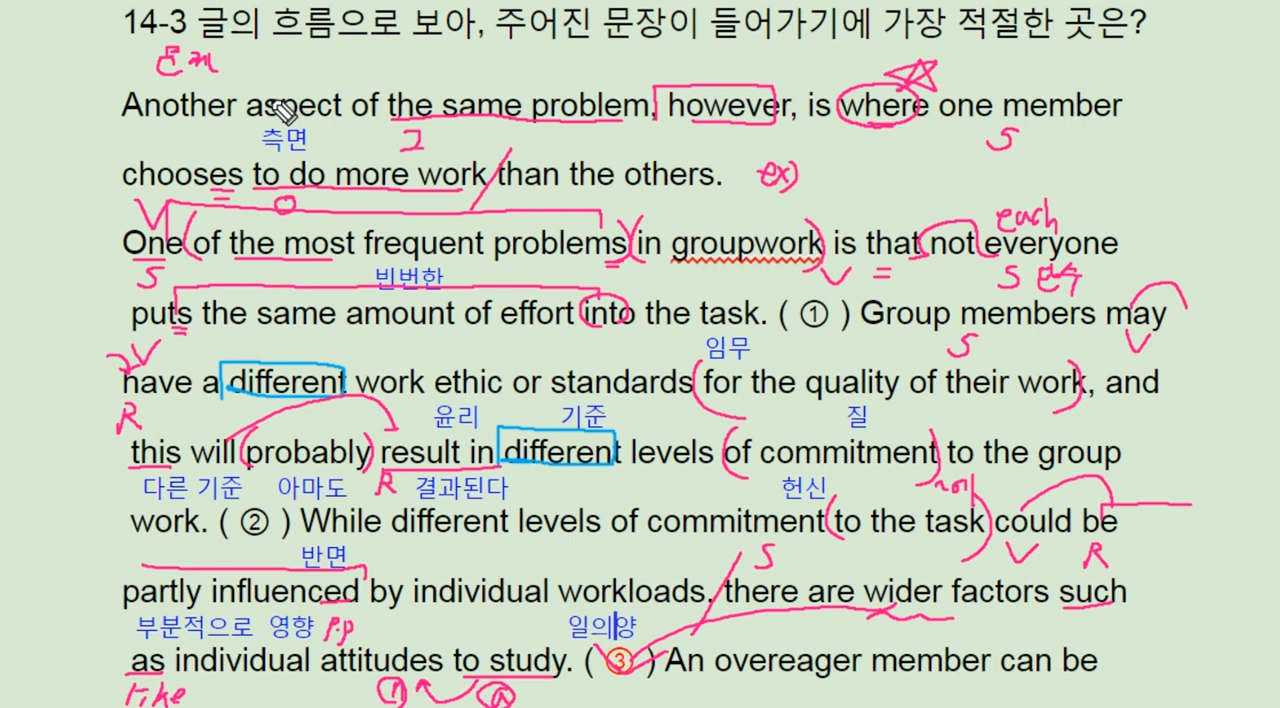 14-3 글의 흐름으로 보아, 주어진 문장이 들어가기에 가장 적절한 곳은?
문제
Another aspect of the same problem, however, is where one member
측면 2 S
chooses to do more work than the others. ex)
O
V each
One of the most frequent problems in groupwork is that not everyone
S 빈번한 V = S 단수
puts the same amount of effort into the task. ( ① ) Group members may
V 임무 S V
have a different work ethic or standards for the quality of their work, and
R 윤리 기준 질
this will probably result in different levels of commitment to the group
다른 기준 아마도 R 결과된다 헌신
work. ( ② ) While different levels of commitment to the task could be
반면 S V R
partly influenced by individual workloads, there are wider factors such
부분적으로 영향 p.p 일의양
as individual attitudes to study. ( ③ ) An overeager member can be
like ①